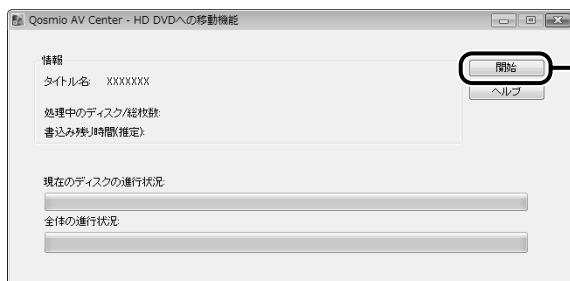 Qosmio AV Center - HD DVDへの移動機能
情報
タイトル名: XXXXXXX
処理中のディスク/総枚数:
書込み残り時間(推定):
開始
ヘルプ
現在のディスクの進行状況:
全体の進行状況: